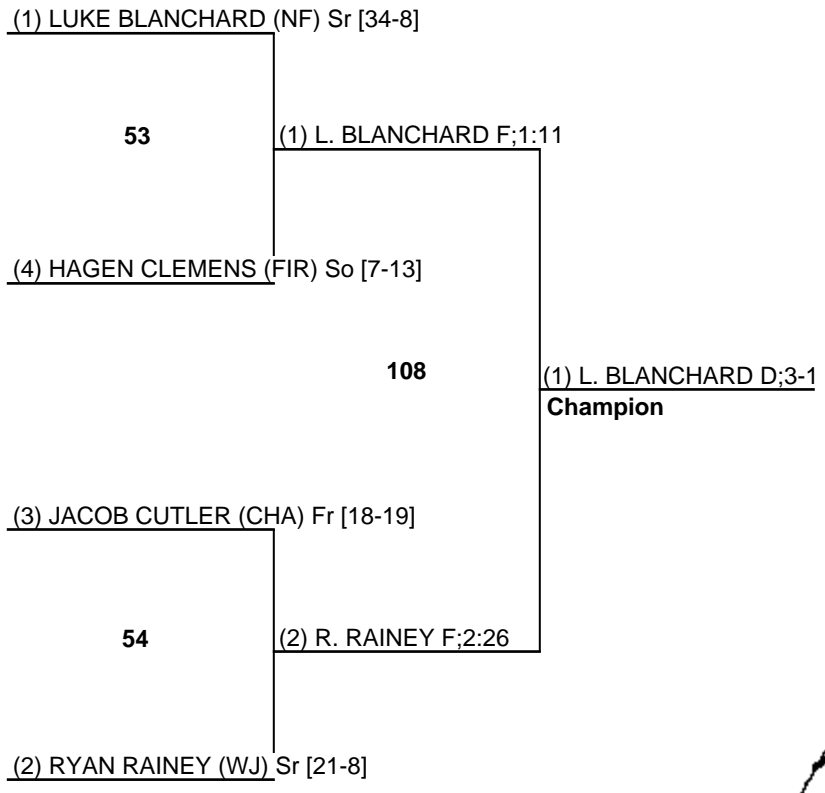 (1) LUKE BLANCHARD (NF) Sr [34-8]
53
(1) L. BLANCHARD F;1:11
(4) HAGEN CLEMENS (FIR) So [7-13]
108
(1) L. BLANCHARD D;3-1
Champion
(3) JACOB CUTLER (CHA) Fr [18-19]
54
(2) R. RAINEY F;2:26
(2) RYAN RAINEY (WJ) Sr [21-8]